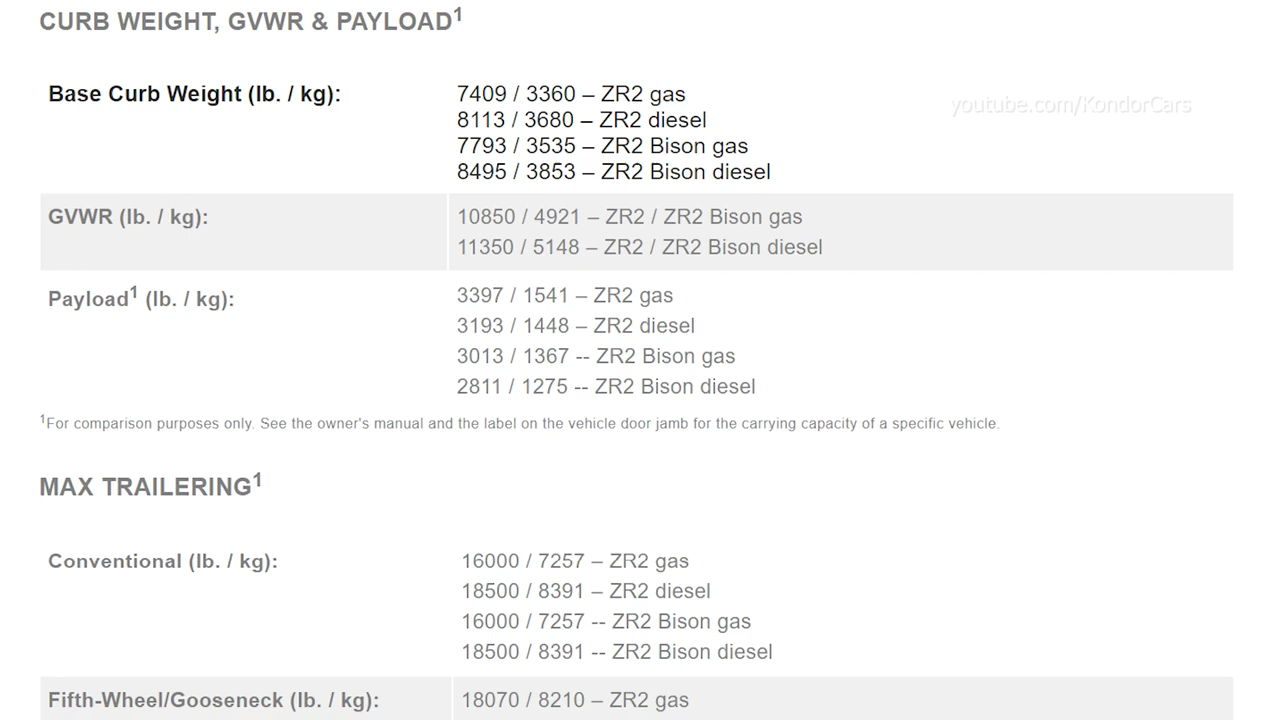 CURB WEIGHT, GVWR & PAYLOAD1
youtube.com/KondorCars
Base Curb Weight (lb. / kg): 7409 / 3360 – ZR2 gas
8113 / 3680 – ZR2 diesel
7793 / 3535 – ZR2 Bison gas
8495 / 3853 – ZR2 Bison diesel
GVWR (lb. / kg): 10850 / 4921 – ZR2 / ZR2 Bison gas
11350 / 5148 – ZR2 / ZR2 Bison diesel
Payload1 (lb. / kg): 3397 / 1541 – ZR2 gas
3193 / 1448 – ZR2 diesel
3013 / 1367 -- ZR2 Bison gas
2811 / 1275 -- ZR2 Bison diesel
1For comparison purposes only. See the owner's manual and the label on the vehicle door jamb for the carrying capacity of a specific vehicle.
MAX TRAILERING1
Conventional (lb. / kg): 16000 / 7257 – ZR2 gas
18500 / 8391 – ZR2 diesel
16000 / 7257 -- ZR2 Bison gas
18500 / 8391 -- ZR2 Bison diesel
Fifth-Wheel/Gooseneck (lb. / kg): 18070 / 8210 – ZR2 gas